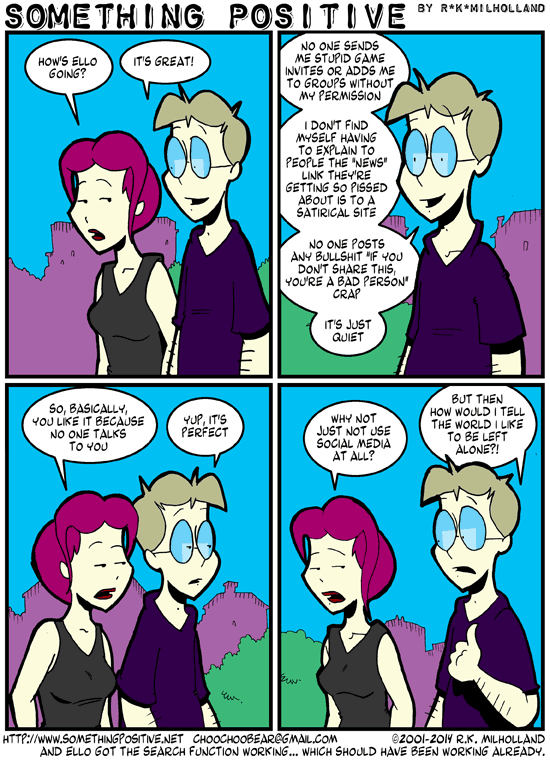 SOMETHING POSITIVE BY R*K*MILHOLLAND
HOW'S ELLO
GOING?
IT'S GREAT!
NO ONE SENDS
ME STUPID GAME
INVITES OR ADDS ME
TO GROUPS WITHOUT
MY PERMISSION
I DON'T FIND
MYSELF HAVING
TO EXPLAIN TO
PEOPLE THE "NEWS"
LINK THEY'RE
GETTING SO PISSED
ABOUT IS TO A
SATIRICAL SITE
NO ONE POSTS
ANY BULLSHIT "IF YOU
DON'T SHARE THIS,
YOU'RE A BAD PERSON"
CRAP
IT'S JUST
QUIET
SO, BASICALLY,
YOU LIKE IT BECAUSE
NO ONE TALKS
TO YOU
YUP, IT'S
PERFECT
WHY NOT
JUST NOT USE
SOCIAL MEDIA
AT ALL?
BUT THEN
HOW WOULD I TELL
THE WORLD I LIKE
TO BE LEFT
ALONE?!
HTTP://WWW.SOMETHINGPOSITIVE.NET CHOOCHOOBEAR@GMAIL.COM ©2001-2014 R.K. MILHOLLAND
AND ELLO GOT THE SEARCH FUNCTION WORKING... WHICH SHOULD HAVE BEEN WORKING ALREADY.